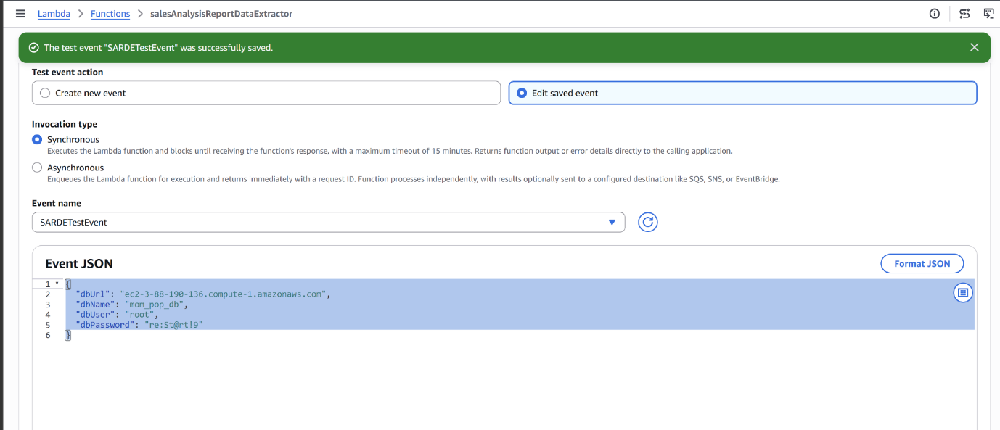 Lambda > Functions > salesAnalysisReportDataExtractor
The test event "SARDETestEvent" was successfully saved.
Test event action
Create new event
Edit saved event
Invocation type
Synchronous
Executes the Lambda function and blocks until receiving the function's response, with a maximum timeout of 15 minutes. Returns function output or error details directly to the calling application.
Asynchronous
Enqueues the Lambda function for execution and returns immediately with a request ID. Function processes independently, with results optionally sent to a configured destination like SQS, SNS, or EventBridge.
Event name
SARDETestEvent
Event JSON
Format JSON
1 {
2 "dbUrl": "ec2-3-88-190-136.compute-1.amazonaws.com",
3 "dbName": "mom_pop_db",
4 "dbUser": "root",
5 "dbPassword": "re:St@rt!9"
6 }